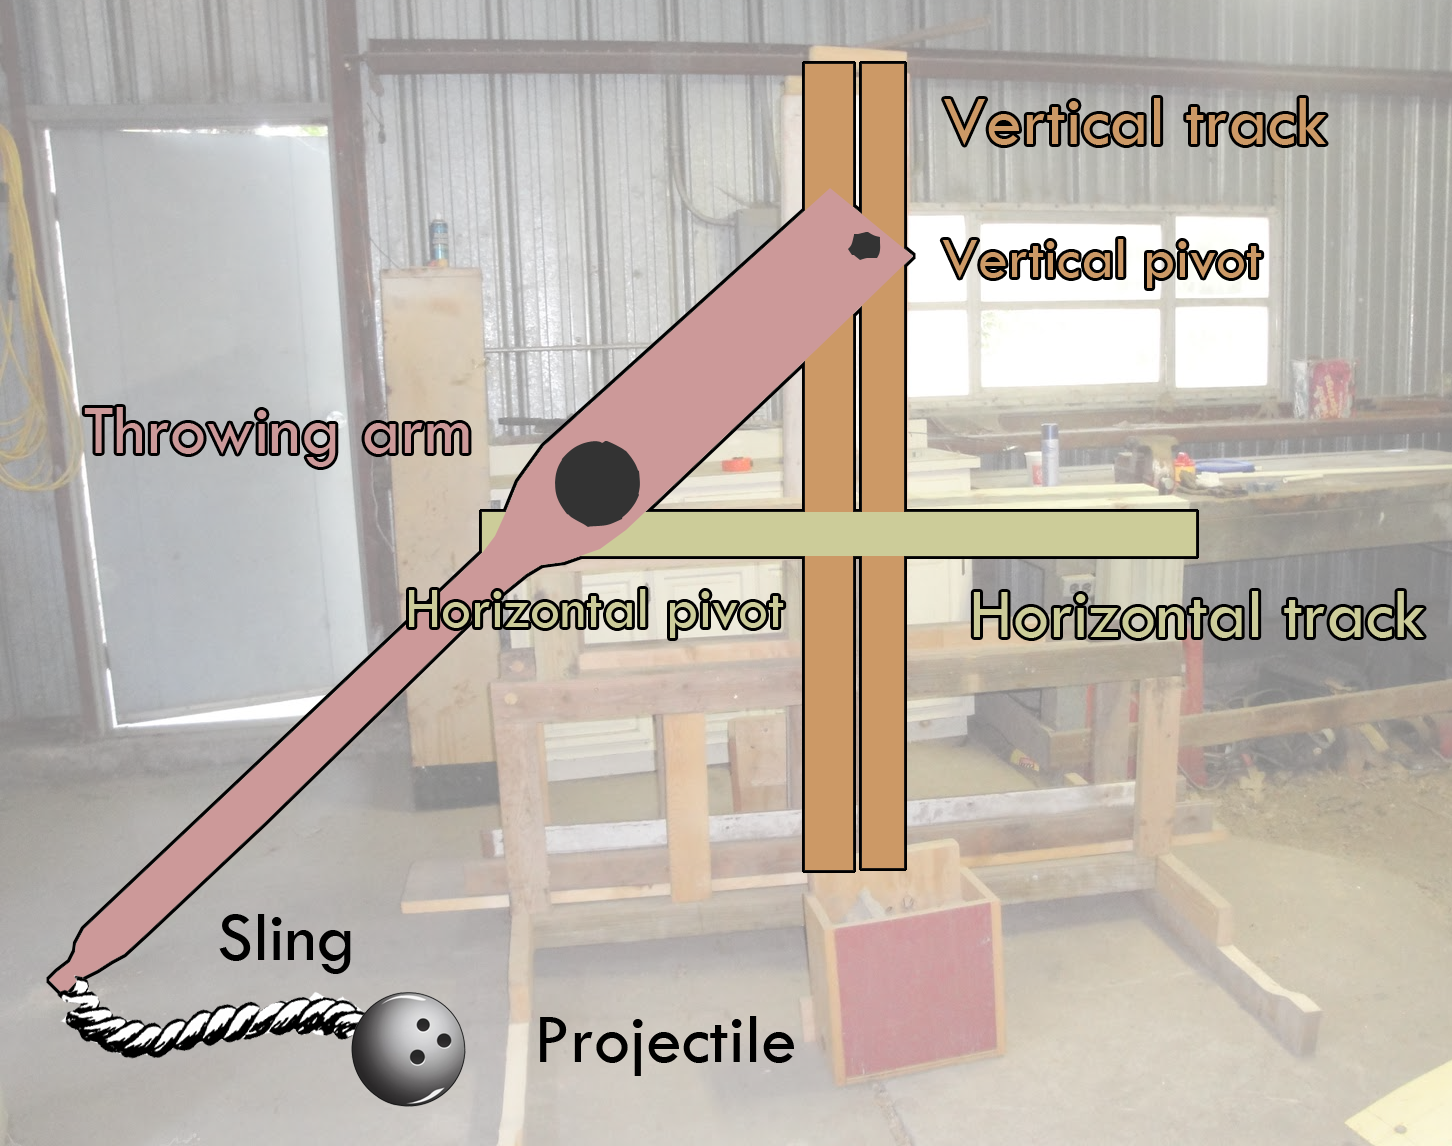 Vertical track
Vertical pivot
Throwing arm
Horizontal pivot
Horizontal track
Sling
Projectile